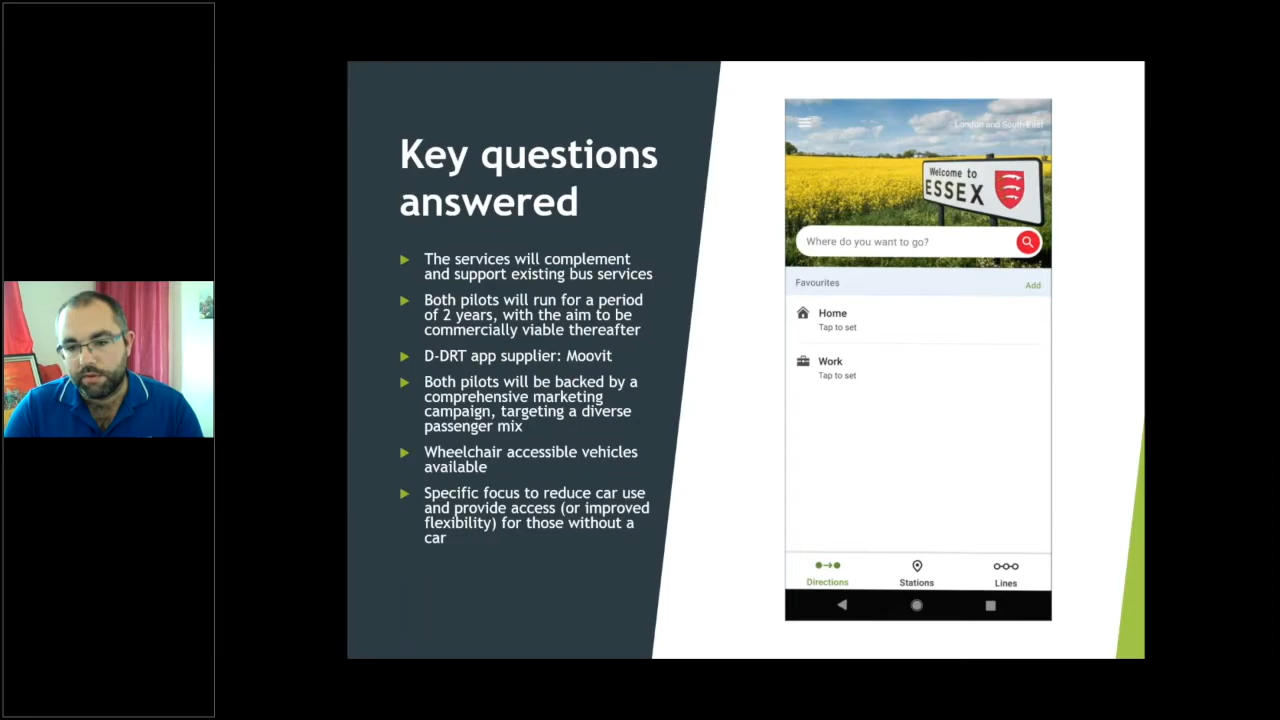 Key questions
answered
The services will complement
and support existing bus services
Both pilots will run for a period
of 2 years, with the aim to be
commercially viable thereafter
D-DRT app supplier: Moovit
Both pilots will be backed by a
comprehensive marketing
campaign, targeting a diverse
passenger mix
Wheelchair accessible vehicles
available
Specific focus to reduce car use
and provide access (or improved
flexibility) for those without a
car
London and South East
Welcome to
ESSEX
Where do you want to go?
Favourites
Add
Home
Tap to set
Work
Tap to set
Directions
Stations
Lines